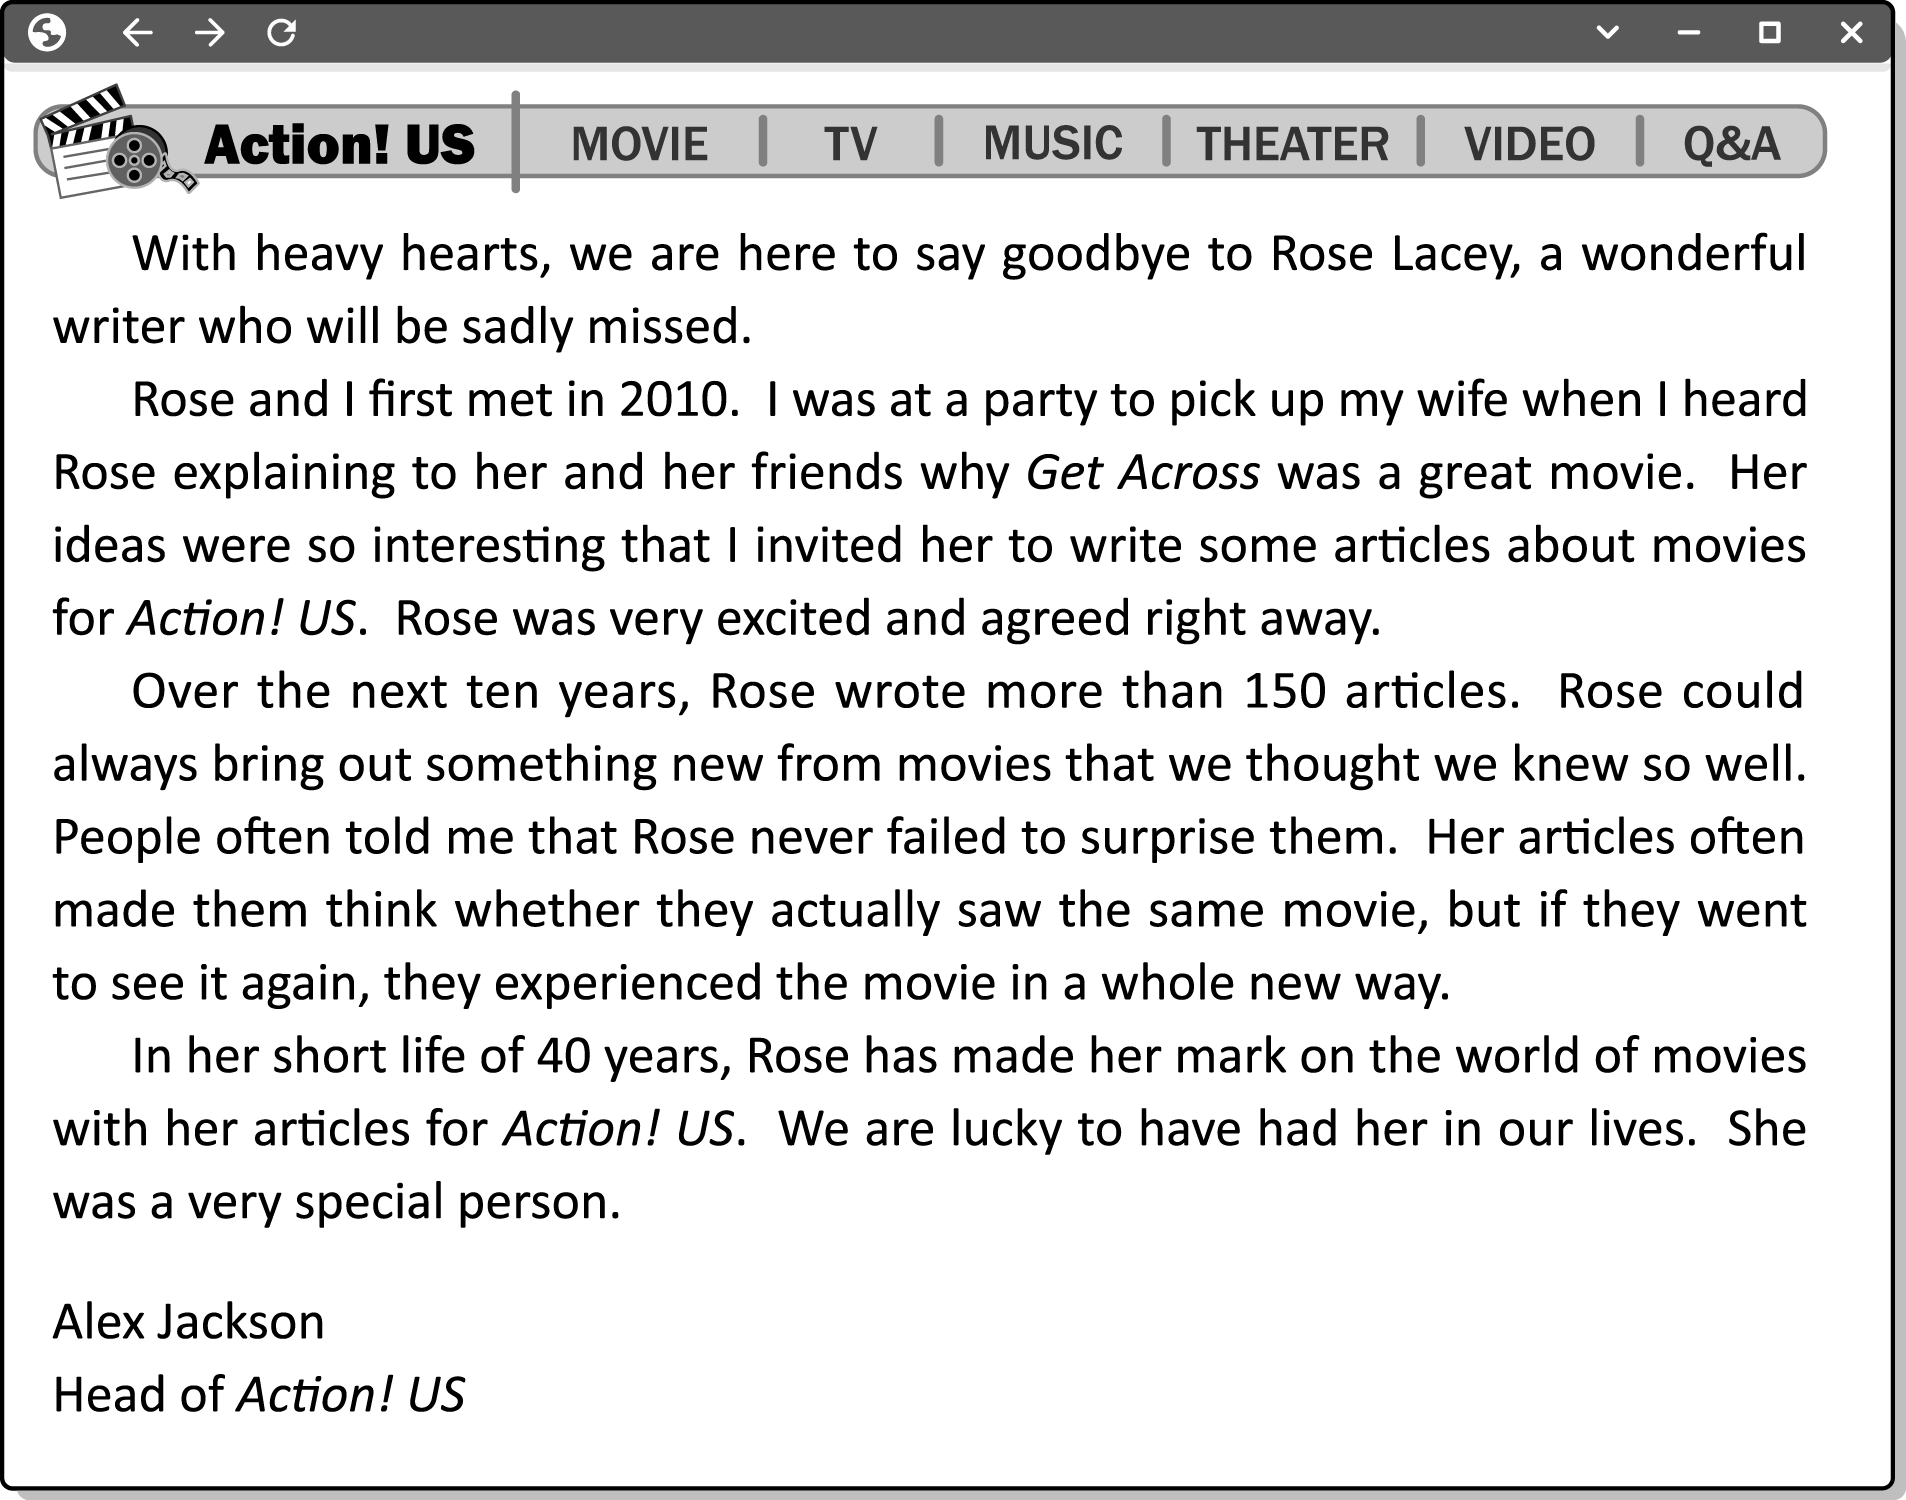 Action! US MOVIE TV MUSIC THEATER VIDEO Q&A
With heavy hearts, we are here to say goodbye to Rose Lacey, a wonderful
writer who will be sadly missed.
Rose and I first met in 2010. I was at a party to pick up my wife when I heard
Rose explaining to her and her friends why Get Across was a great movie. Her
ideas were so interesting that I invited her to write some articles about movies
for Action! US. Rose was very excited and agreed right away.
Over the next ten years, Rose wrote more than 150 articles. Rose could
always bring out something new from movies that we thought we knew so well.
People often told me that Rose never failed to surprise them. Her articles often
made them think whether they actually saw the same movie, but if they went
to see it again, they experienced the movie in a whole new way.
In her short life of 40 years, Rose has made her mark on the world of movies
with her articles for Action! US. We are lucky to have had her in our lives. She
was a very special person.
Alex Jackson
Head of Action! US